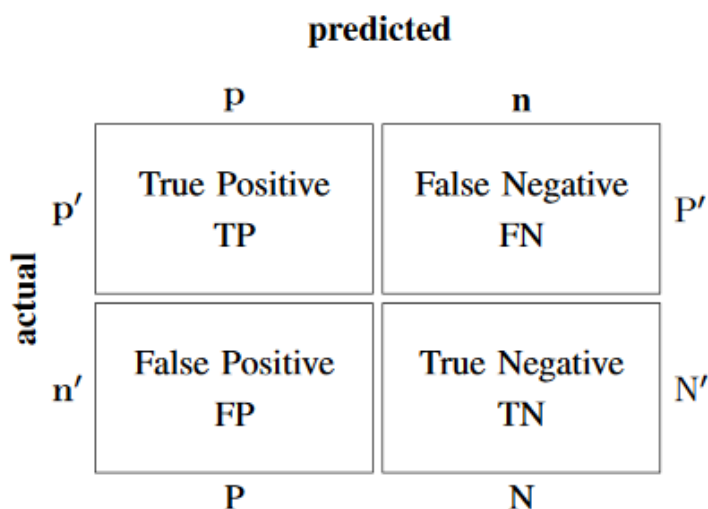 predicted
p n
True Positive False Negative
p′ P′
TP FN
actual
False Positive True Negative
n′ N′
FP TN
P N